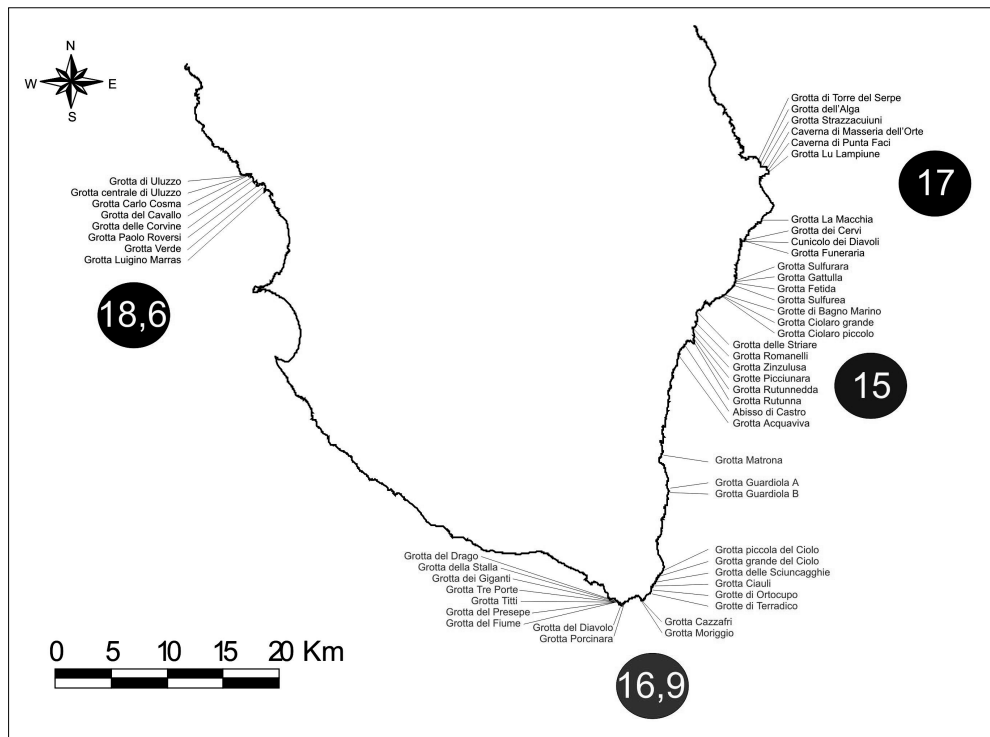 N
W
E
S
Grotta di Torre del Serpe
Grotta dell'Alga
Grotta Strazzacuiuni
Caverna di Masseria dell'Orte
Caverna di Punta Faci
Grotta Lu Lampiune
17
Grotta di Uluzzo
Grotta centrale di Uluzzo
Grotta Carlo Cosma
Grotta del Cavallo
Grotta delle Corvine
Grotta Paolo Roversi
Grotta Verde
Grotta Luigino Marras
18,6
Grotta La Macchia
Grotta dei Cervi
Cunicolo dei Diavoli
Grotta Funeraria
Grotta Sulfurara
Grotta Gattulla
Grotta Fetida
Grotta Sulfurea
Grotte di Bagno Marino
Grotta Ciolaro grande
Grotta Ciolaro piccolo
Grotta delle Striare
Grotta Romanelli
Grotta Zinzulusa
Grotte Picciunara
Grotta Rutunnedda
Grotta Rutunna
Abisso di Castro
Grotta Acquaviva
15
Grotta Matrona
Grotta Guardiola A
Grotta Guardiola B
Grotta piccola del Ciolo
Grotta grande del Ciolo
Grotta delle Sciuncagghie
Grotta Ciauli
Grotte di Ortocupo
Grotte di Terradico
Grotta Cazzafri
Grotta Moriggio
Grotta del Drago
Grotta della Stalla
Grotta dei Giganti
Grotta Tre Porte
Grotta Titti
Grotta del Presepe
Grotta del Fiume
Grotta del Diavolo
Grotta Porcinara
16,9
0 5 10 15 20 Km